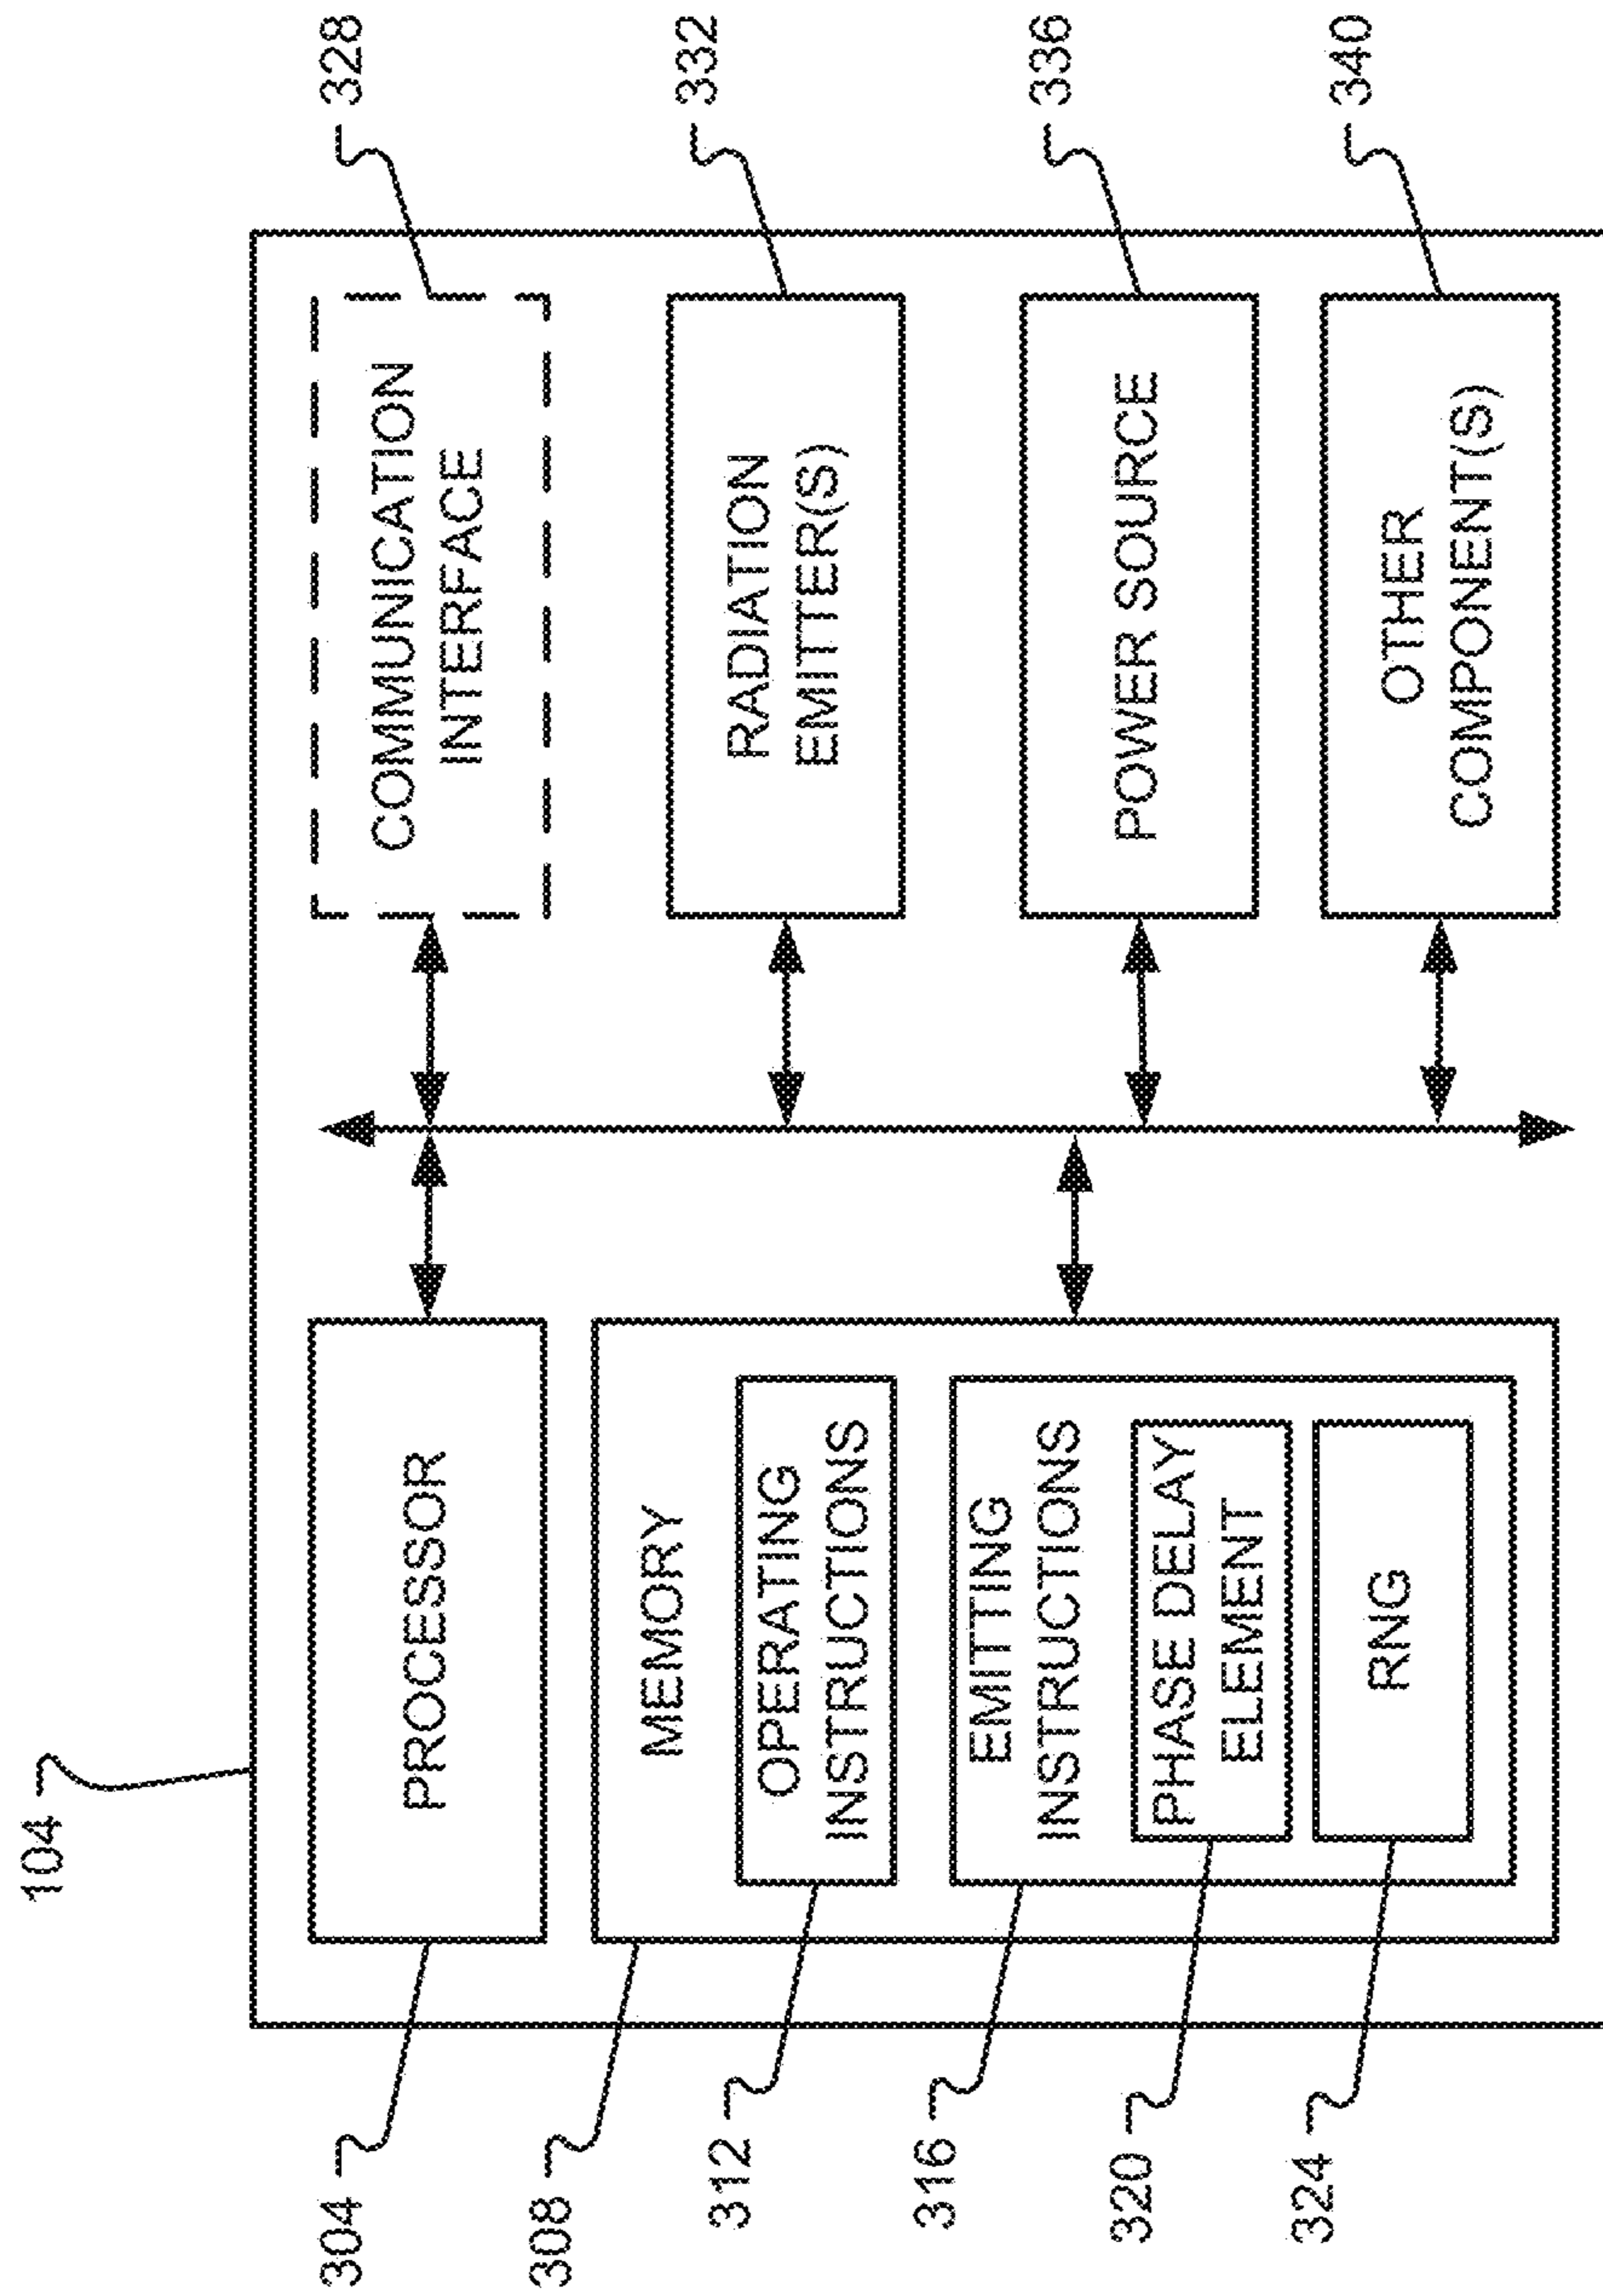 104
304
PROCESSOR
308
MEMORY
312
OPERATING
INSTRUCTIONS
316
EMITTING
INSTRUCTIONS
320
PHASE DELAY
ELEMENT
324
RNG
328
COMMUNICATION
INTERFACE
332
RADIATION
EMITTER(S)
336
POWER SOURCE
340
OTHER
COMPONENT(S)